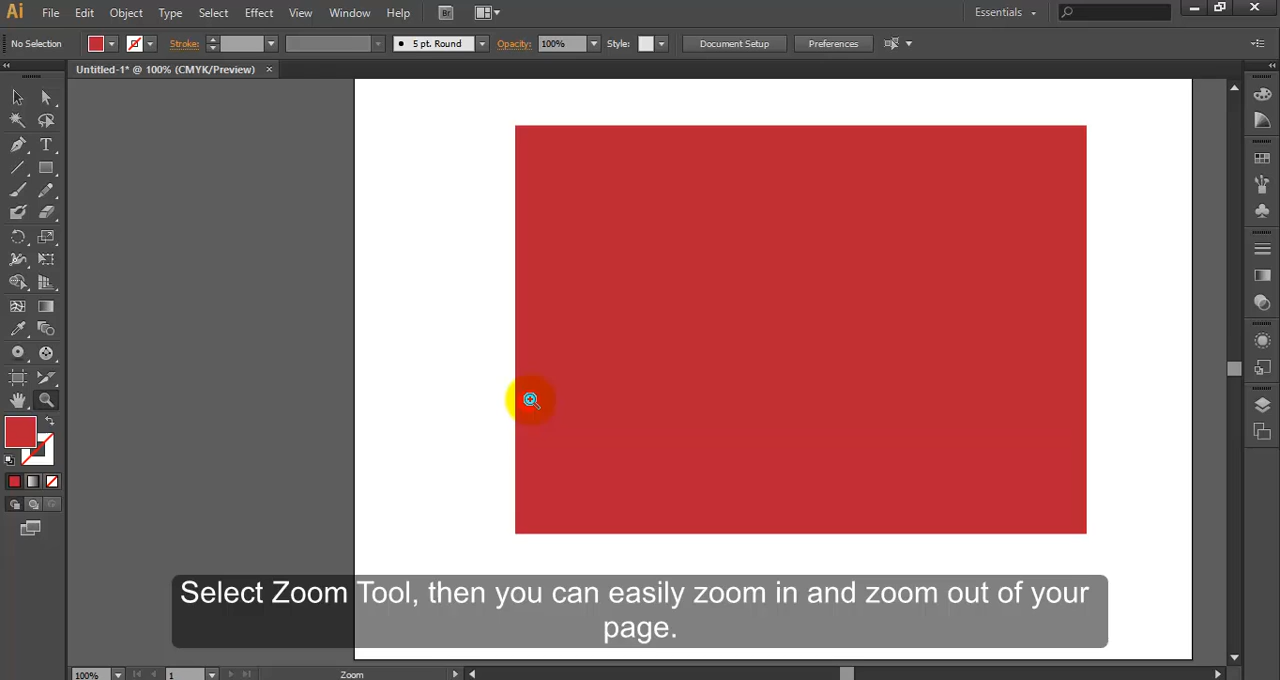 Ai File Edit Object Type Select Effect View Window Help Br Essentials
No Selection Stroke: 5 pt. Round Opacity: 100% Style: Document Setup Preferences
Untitled-1* @ 100% (CMYK/Preview) ×
T
Select Zoom Tool, then you can easily zoom in and zoom out of your
page.
100% 1 Zoom